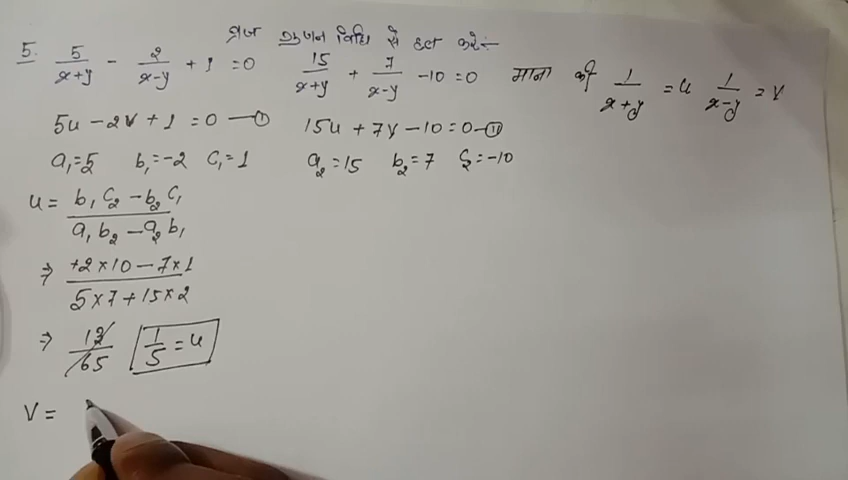 वज्र गुणन विधि से हल करे:-
5. 5/(x+y) - 2/(x-y) + 1 = 0    15/(x+y) + 7/(x-y) - 10 = 0    माना की 1/(x+y) = u  1/(x-y) = v
5u - 2v + 1 = 0 —①    15u + 7v - 10 = 0 —⑪
a₁ = 5  b₁ = -2  c₁ = 1    a₂ = 15  b₂ = 7  c₂ = -10
u = (b₁c₂ - b₂c₁)/(a₁b₂ - a₂b₁)
⇒ (+2×10 - 7×1)/(5×7 + 15×2)
⇒ 13/65  1/5 = u
v =